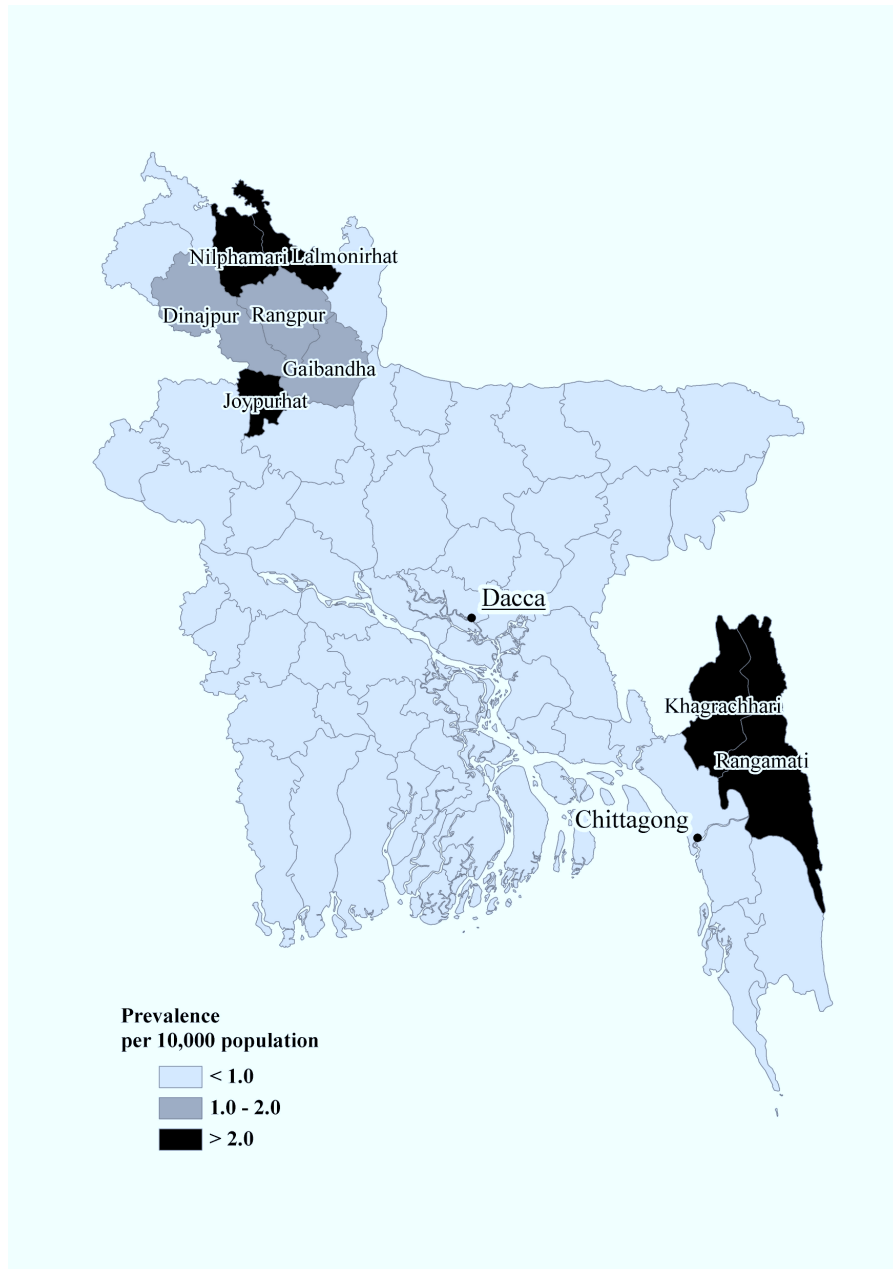 Nilphamari
Lalmonirhat
Dinajpur
Rangpur
Gaibandha
Joypurhat
Dacca
Khagrachhari
Rangamati
Chittagong
Prevalence
per 10,000 population
< 1.0
1.0 - 2.0
> 2.0